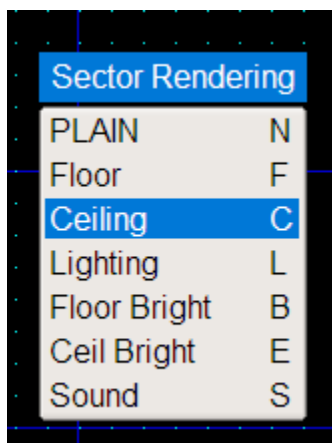 Sector Rendering
PLAIN N
Floor F
Ceiling C
Lighting L
Floor Bright B
Ceil Bright E
Sound S